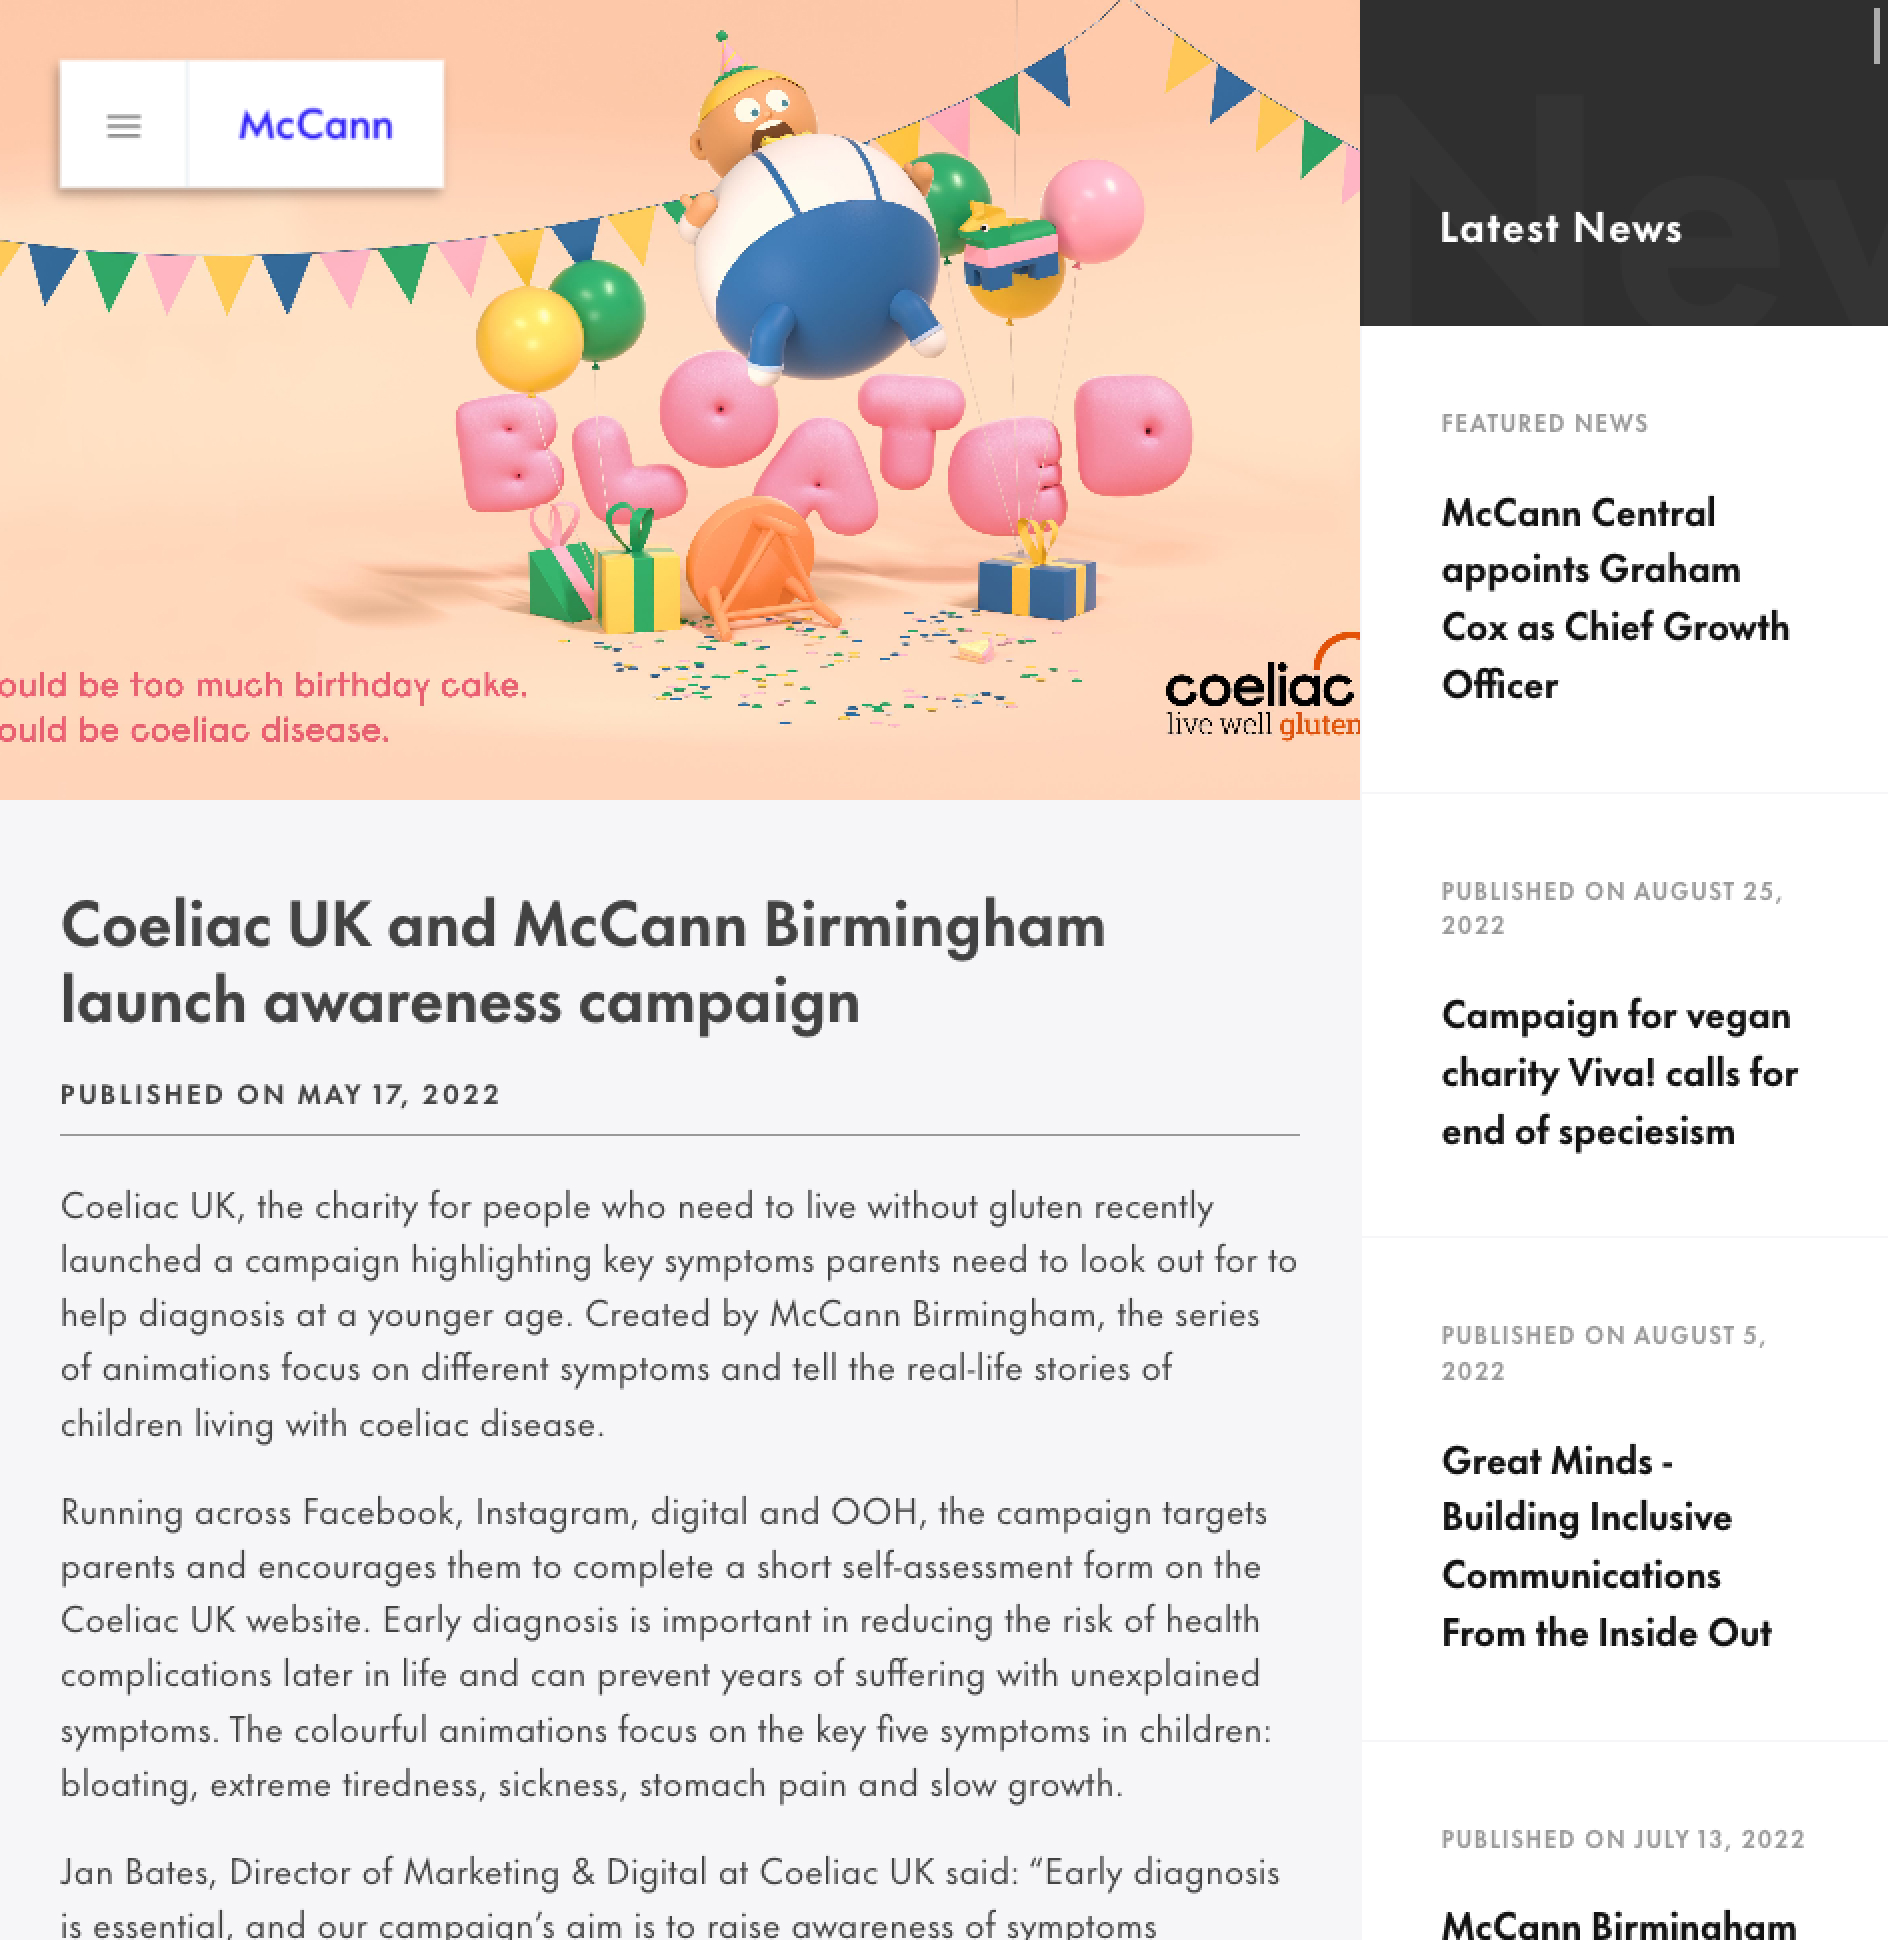 McCann
BLOATED
ould be too much birthday cake.
ould be coeliac disease.
coeliac
live well gluten
Coeliac UK and McCann Birmingham
launch awareness campaign
PUBLISHED ON MAY 17, 2022
Coeliac UK, the charity for people who need to live without gluten recently
launched a campaign highlighting key symptoms parents need to look out for to
help diagnosis at a younger age. Created by McCann Birmingham, the series
of animations focus on different symptoms and tell the real-life stories of
children living with coeliac disease.
Running across Facebook, Instagram, digital and OOH, the campaign targets
parents and encourages them to complete a short self-assessment form on the
Coeliac UK website. Early diagnosis is important in reducing the risk of health
complications later in life and can prevent years of suffering with unexplained
symptoms. The colourful animations focus on the key five symptoms in children:
bloating, extreme tiredness, sickness, stomach pain and slow growth.
Jan Bates, Director of Marketing & Digital at Coeliac UK said: “Early diagnosis
is essential, and our campaign’s aim is to raise awareness of symptoms
New
Latest News
FEATURED NEWS
McCann Central
appoints Graham
Cox as Chief Growth
Officer
PUBLISHED ON AUGUST 25,
2022
Campaign for vegan
charity Viva! calls for
end of speciesism
PUBLISHED ON AUGUST 5,
2022
Great Minds -
Building Inclusive
Communications
From the Inside Out
PUBLISHED ON JULY 13, 2022
McCann Birmingham